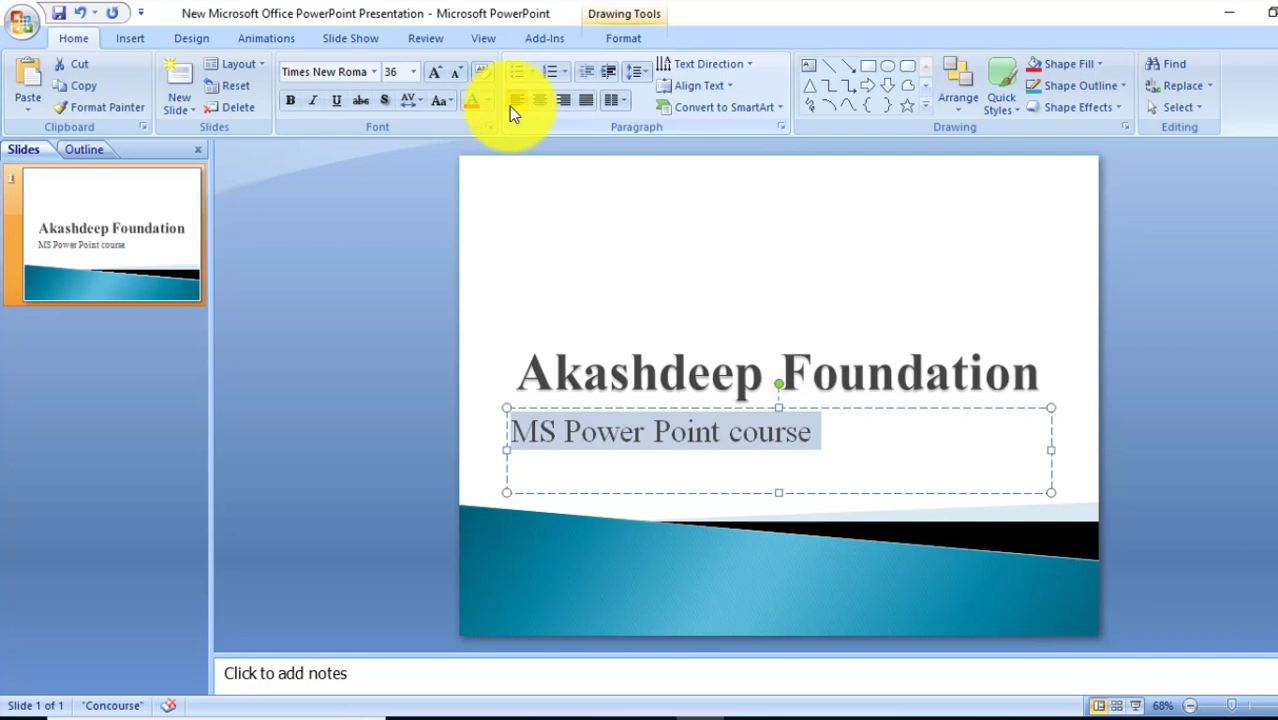 New Microsoft Office PowerPoint Presentation - Microsoft PowerPoint
Drawing Tools
Home Insert Design Animations Slide Show Review View Add-Ins Format
Paste
Cut
Copy
Format Painter
Clipboard
New
Slide
Layout
Reset
Delete
Slides
Times New Roma 36
B I U abc S AV Aa A
Font
Text Direction
Align Text
Convert to SmartArt
Paragraph
Arrange
Quick
Styles
Shape Fill
Shape Outline
Shape Effects
Drawing
Find
Replace
Select
Editing
Slides Outline
1
Akashdeep Foundation
MS Power Point course
Akashdeep Foundation
MS Power Point course
Click to add notes
Slide 1 of 1 "Concourse" 68%